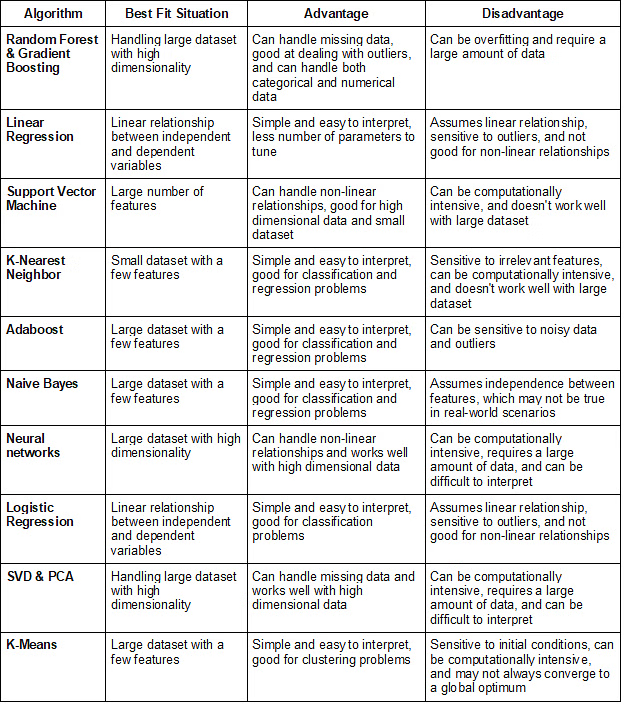 Algorithm
Best Fit Situation
Advantage
Disadvantage
Random Forest
& Gradient
Boosting
Handling large dataset
with high
dimensionality
Can handle missing data,
good at dealing with outliers,
and can handle both
categorical and numerical
data
Can be overfitting and require a
large amount of data
Linear
Regression
Linear relationship
between independent
and dependent
variables
Simple and easy to interpret,
less number of parameters to
tune
Assumes linear relationship,
sensitive to outliers, and not
good for non-linear relationships
Support Vector
Machine
Large number of
features
Can handle non-linear
relationships, good for high
dimensional data and small
dataset
Can be computationally
intensive, and doesn't work well
with large dataset
K-Nearest
Neighbor
Small dataset with a
few features
Simple and easy to interpret,
good for classification and
regression problems
Sensitive to irrelevant features,
can be computationally intensive,
and doesn't work well with large
dataset
Adaboost
Large dataset with a
few features
Simple and easy to interpret,
good for classification and
regression problems
Can be sensitive to noisy data
and outliers
Naive Bayes
Large dataset with a
few features
Simple and easy to interpret,
good for classification and
regression problems
Assumes independence between
features, which may not be true
in real-world scenarios
Neural
networks
Large dataset with high
dimensionality
Can handle non-linear
relationships and works well
with high dimensional data
Can be computationally
intensive, requires a large
amount of data, and can be
difficult to interpret
Logistic
Regression
Linear relationship
between independent
and dependent
variables
Simple and easy to interpret,
good for classification
problems
Assumes linear relationship,
sensitive to outliers, and not
good for non-linear relationships
SVD & PCA
Handling large dataset
with high
dimensionality
Can handle missing data and
works well with high
dimensional data
Can be computationally
intensive, requires a large
amount of data, and can be
difficult to interpret
K-Means
Large dataset with a
few features
Simple and easy to interpret,
good for clustering problems
Sensitive to initial conditions, can
be computationally intensive,
and may not always converge to
a global optimum